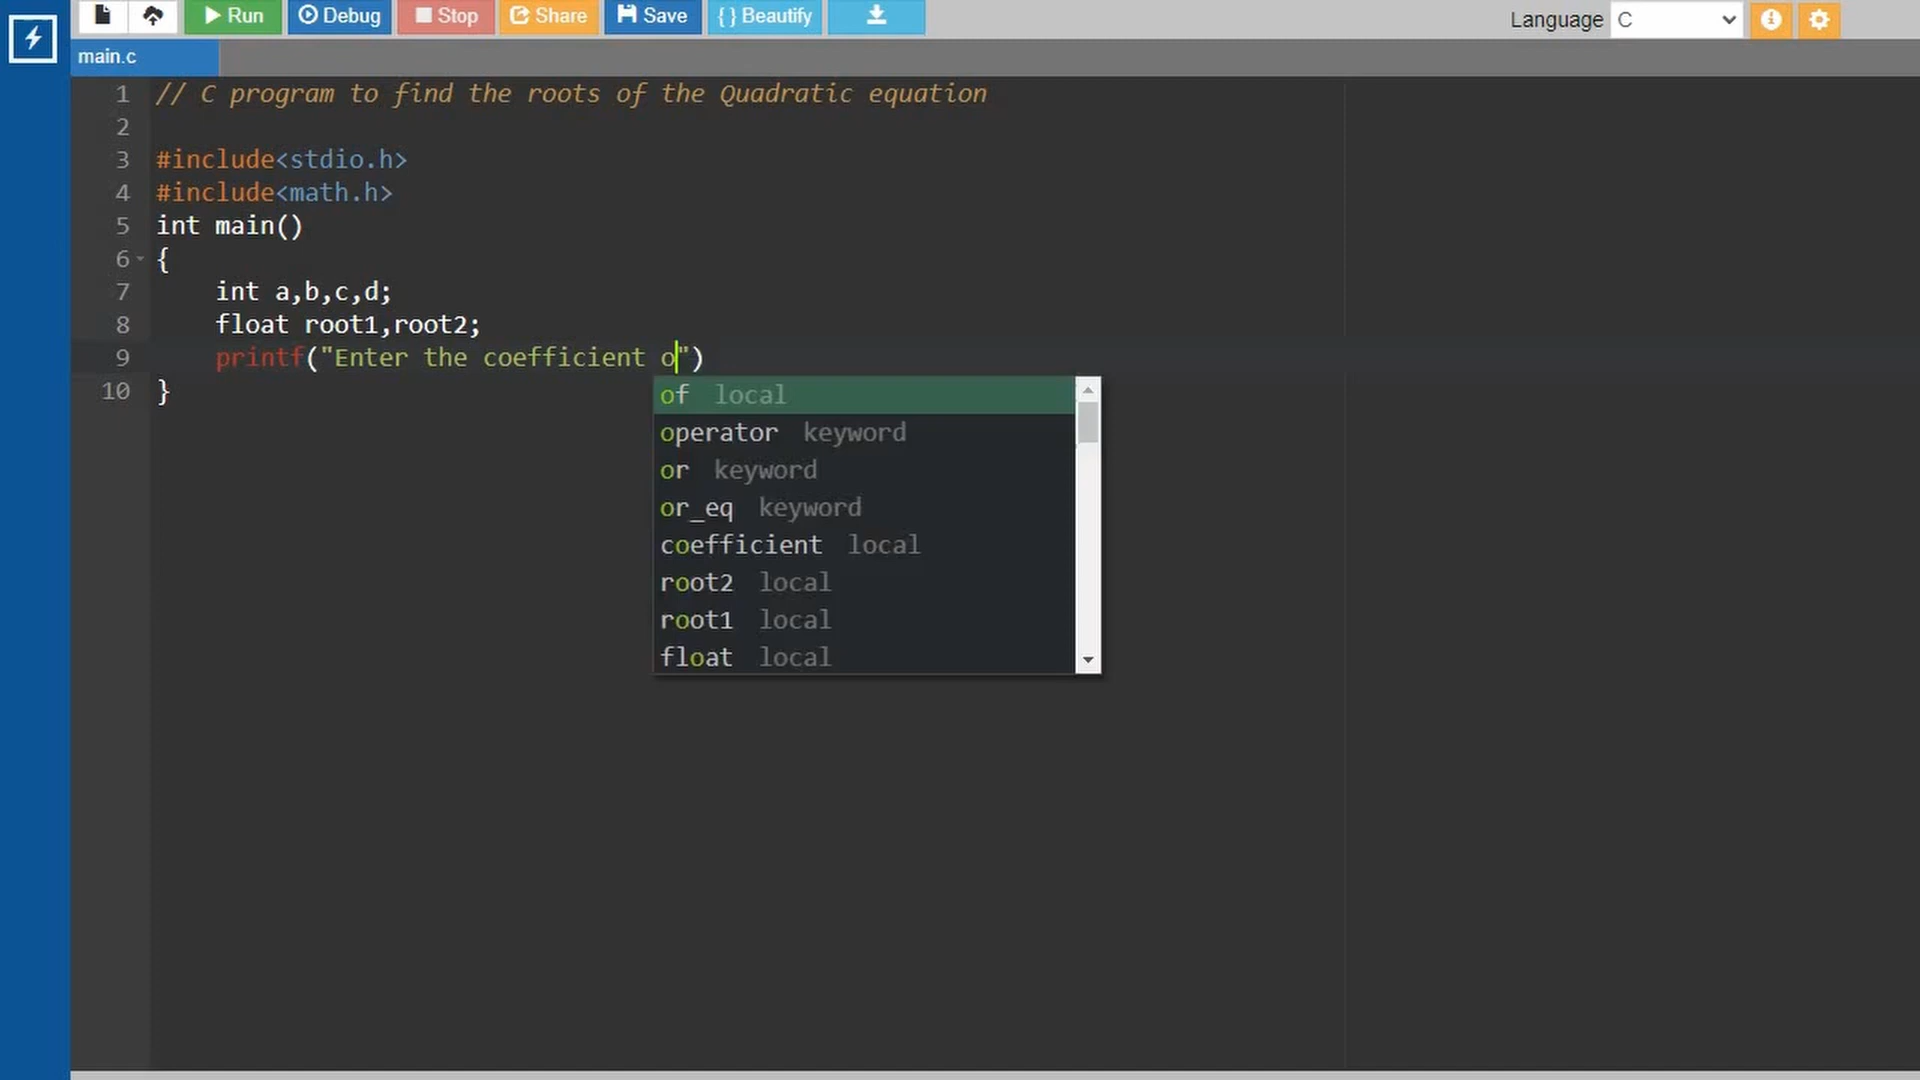 Run Debug Stop Share Save { } Beautify Language C
main.c
1 // C program to find the roots of the Quadratic equation
2
3 #include<stdio.h>
4 #include<math.h>
5 int main()
6 {
7 int a,b,c,d;
8 float root1,root2;
9 printf("Enter the coefficient o")
10 }
of local
operator keyword
or keyword
or_eq keyword
coefficient local
root2 local
root1 local
float local